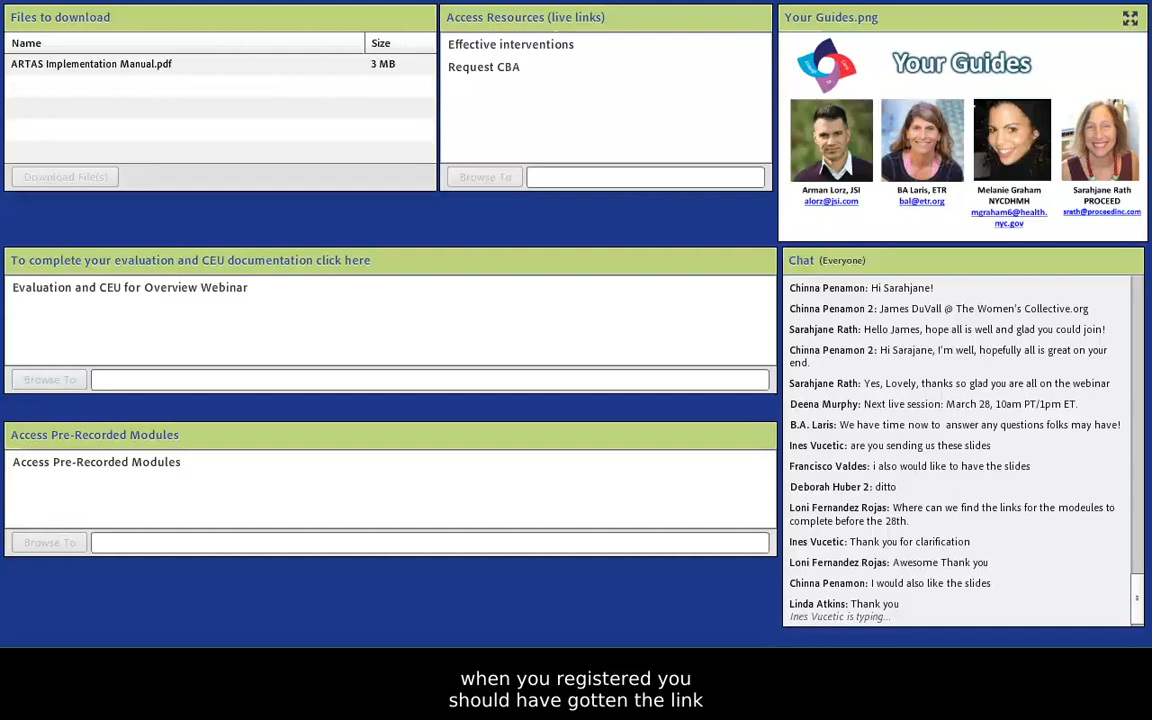 Files to download
Name Size
ARTAS Implementation Manual.pdf 3 MB
Download File(s)
Access Resources (live links)
Effective interventions
Request CBA
Browse To
Your Guides.png
Your Guides
Arman Lorz, JSI
alorz@jsi.com
BA Laris, ETR
bal@etr.org
Melanie Graham
NYCDHMH
mgraham6@health.
nyc.gov
Sarahjane Rath
PROCEED
srath@proceedinc.com
To complete your evaluation and CEU documentation click here
Evaluation and CEU for Overview Webinar
Browse To
Access Pre-Recorded Modules
Access Pre-Recorded Modules
Browse To
Chat (Everyone)
Chinna Penamon: Hi Sarahjane!
Chinna Penamon 2: James DuVall @ The Women's Collective.org
Sarahjane Rath: Hello James, hope all is well and glad you could join!
Chinna Penamon 2: Hi Sarajane, I'm well, hopefully all is great on your
end.
Sarahjane Rath: Yes, Lovely, thanks so glad you are all on the webinar
Deena Murphy: Next live session: March 28, 10am PT/1pm ET.
B.A. Laris: We have time now to answer any questions folks may have!
Ines Vucetic: are you sending us these slides
Francisco Valdes: i also would like to have the slides
Deborah Huber 2: ditto
Loni Fernandez Rojas: Where can we find the links for the modeules to
complete before the 28th.
Ines Vucetic: Thank you for clarification
Loni Fernandez Rojas: Awesome Thank you
Chinna Penamon: I would also like the slides
Linda Atkins: Thank you
Ines Vucetic is typing...
when you registered you
should have gotten the link